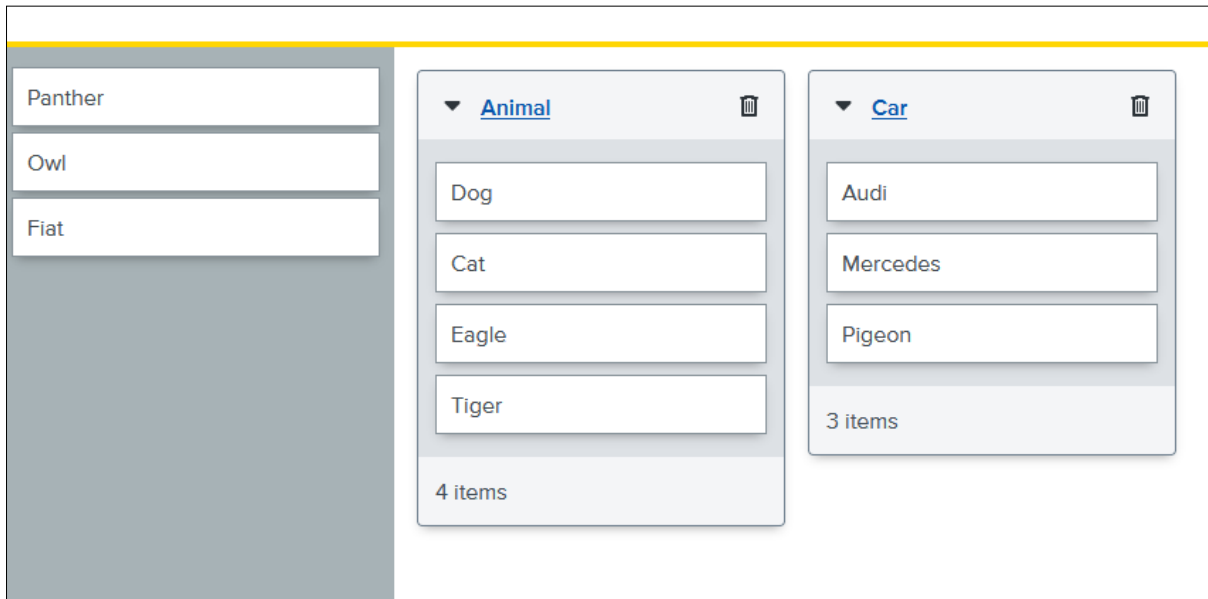 Panther
Owl
Fiat
Animal
Dog
Cat
Eagle
Tiger
4 items
Car
Audi
Mercedes
Pigeon
3 items